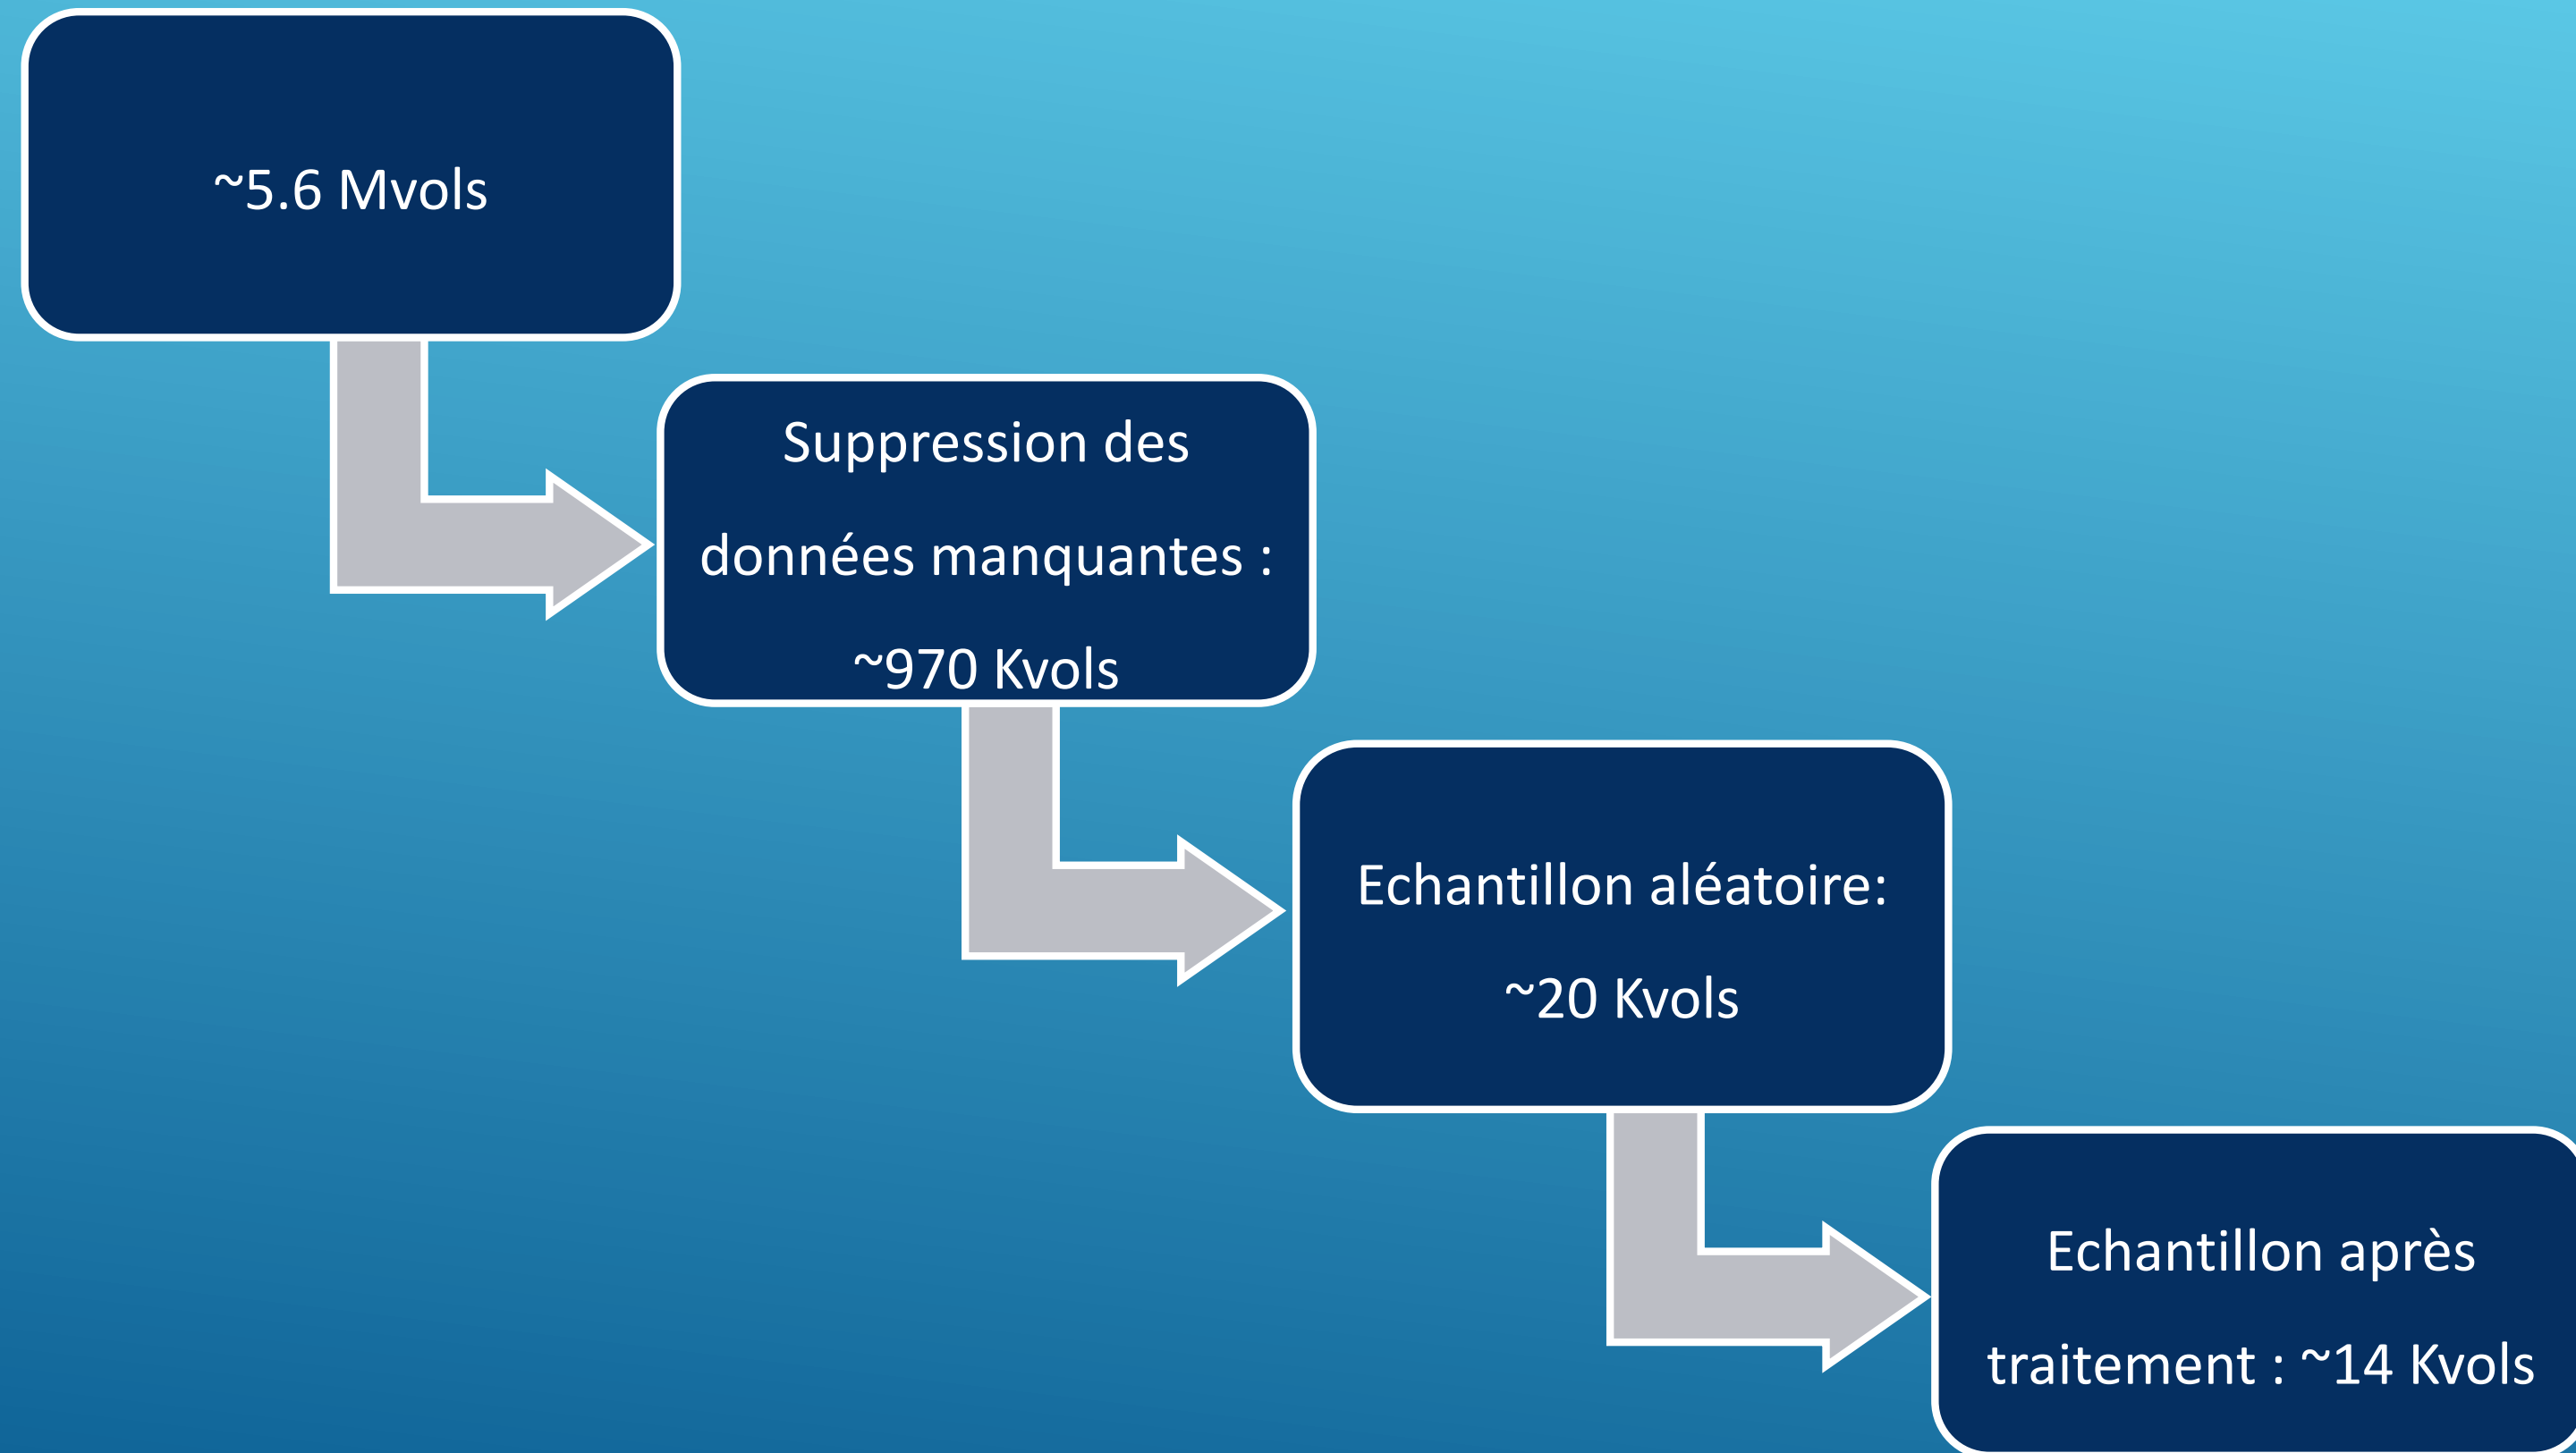 ~5.6 Mvols
Suppression des
données manquantes :
~970 Kvols
Echantillon aléatoire:
~20 Kvols
Echantillon après
traitement : ~14 Kvols